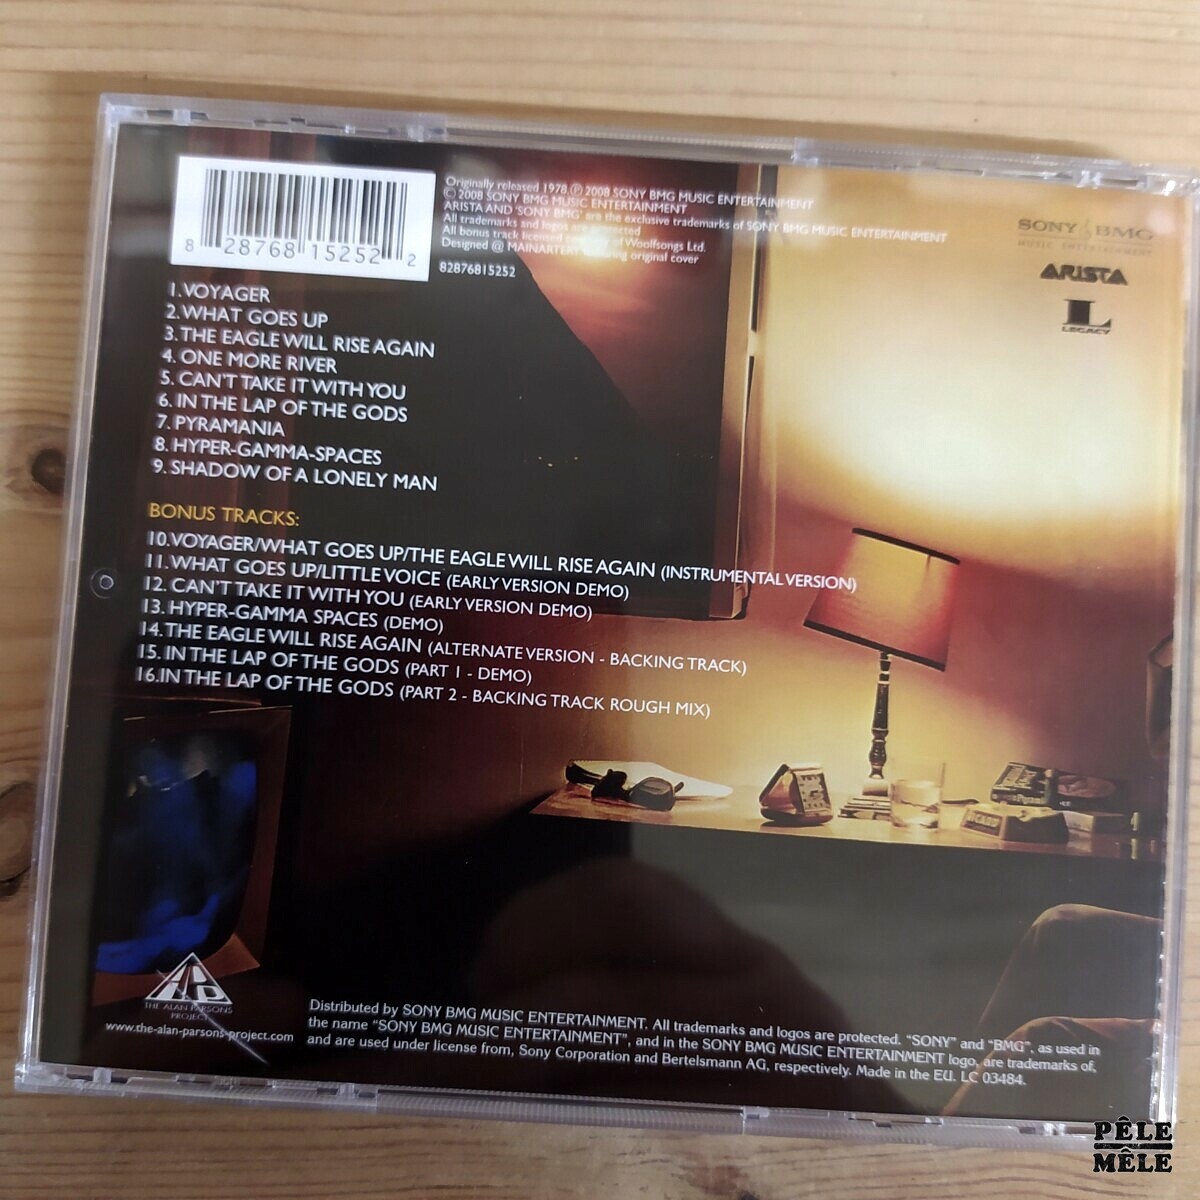 Originally released 1978. ℗ 2008 SONY BMG MUSIC ENTERTAINMENT
© 2008 SONY BMG MUSIC ENTERTAINMENT
ARISTA AND 'SONY BMG' are the exclusive trademarks of SONY BMG MUSIC ENTERTAINMENT
All trademarks and logos are protected
All bonus track licensed of Woolfsongs Ltd.
Designed @ MAINARTERY original cover
82876815252
8 28768 15252 2
SONY BMG
MUSIC ENTERTAINMENT
ARISTA
L
LEGACY
1. VOYAGER
2. WHAT GOES UP
3. THE EAGLE WILL RISE AGAIN
4. ONE MORE RIVER
5. CAN'T TAKE IT WITH YOU
6. IN THE LAP OF THE GODS
7. PYRAMANIA
8. HYPER-GAMMA-SPACES
9. SHADOW OF A LONELY MAN
BONUS TRACKS:
10. VOYAGER/WHAT GOES UP/THE EAGLE WILL RISE AGAIN (INSTRUMENTAL VERSION)
11. WHAT GOES UP/LITTLE VOICE (EARLY VERSION DEMO)
12. CAN'T TAKE IT WITH YOU (EARLY VERSION DEMO)
13. HYPER-GAMMA SPACES (DEMO)
14. THE EAGLE WILL RISE AGAIN (ALTERNATE VERSION - BACKING TRACK)
15. IN THE LAP OF THE GODS (PART 1 - DEMO)
16. IN THE LAP OF THE GODS (PART 2 - BACKING TRACK ROUGH MIX)
THE ALAN PARSONS
PROJECT
www.the-alan-parsons-project.com
Distributed by SONY BMG MUSIC ENTERTAINMENT. All trademarks and logos are protected. "SONY" and "BMG", as used in
the name "SONY BMG MUSIC ENTERTAINMENT", and in the SONY BMG MUSIC ENTERTAINMENT logo, are trademarks of,
and are used under license from, Sony Corporation and Bertelsmann AG, respectively. Made in the EU. LC 03484.
PÊLE
MÊLE